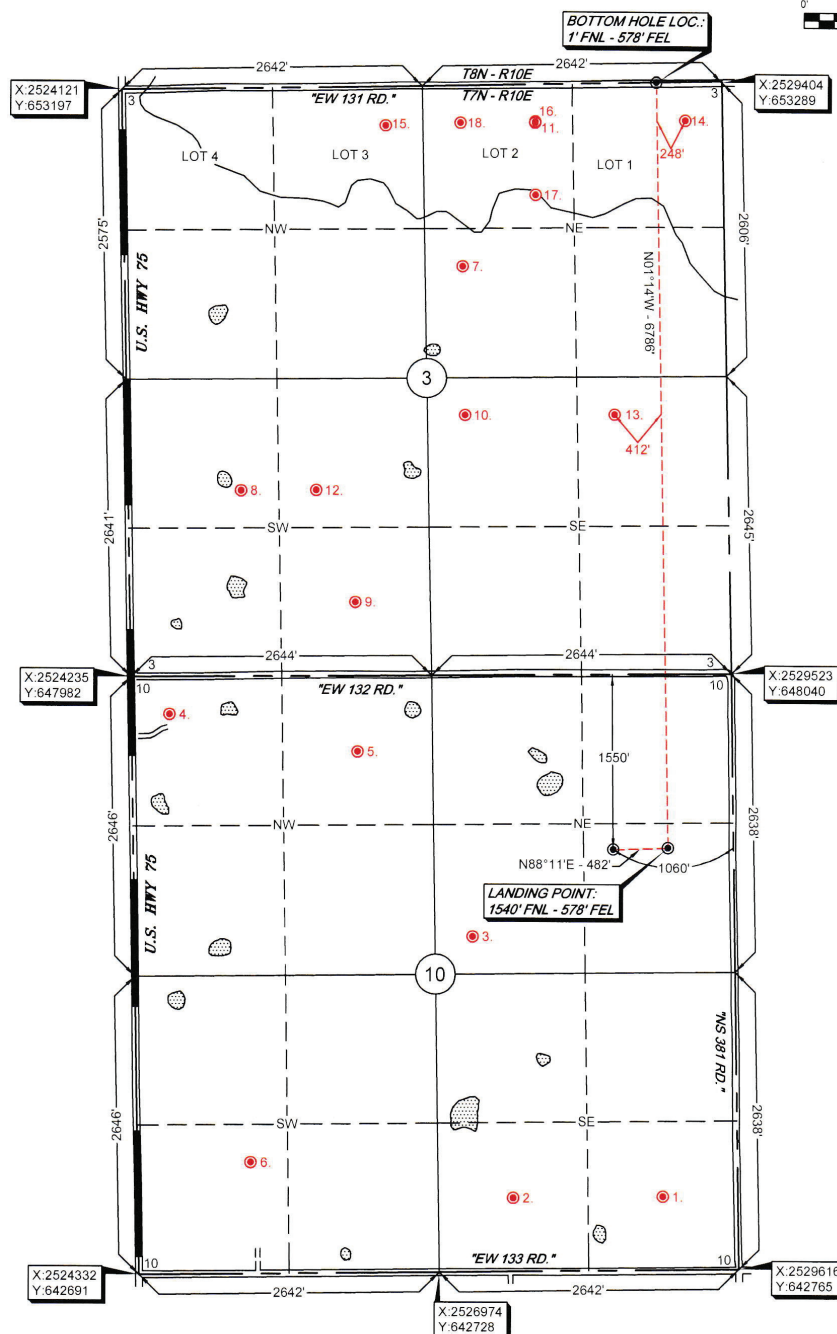 0'
BOTTOM HOLE LOC.:
1' FNL - 578' FEL
2642'
2642'
T8N - R10E
T7N - R10E
X:2524121
Y:653197
X:2529404
Y:653289
3
"EW 131 RD."
3
15.
18.
16.
11.
14.
LOT 4
LOT 3
LOT 2
LOT 1
248'
17.
2575'
NW
NE
2606'
7.
U.S. HWY 75
N01°14'W - 6786'
3
10.
13.
412'
8.
12.
2641'
SW
SE
2645'
9.
3
2644'
2644'
3
X:2524235
Y:647982
X:2529523
Y:648040
10
"EW 132 RD."
10
4.
5.
1550'
2646'
NW
NE
2638'
N88°11'E - 482'
1060'
U.S. HWY 75
LANDING POINT:
1540' FNL - 578' FEL
3.
10
"NS 381 RD."
2646'
SW
SE
2638'
6.
2.
1.
10
"EW 133 RD."
10
X:2524332
Y:642691
X:2529616
Y:642765
2642'
2642'
X:2526974
Y:642728